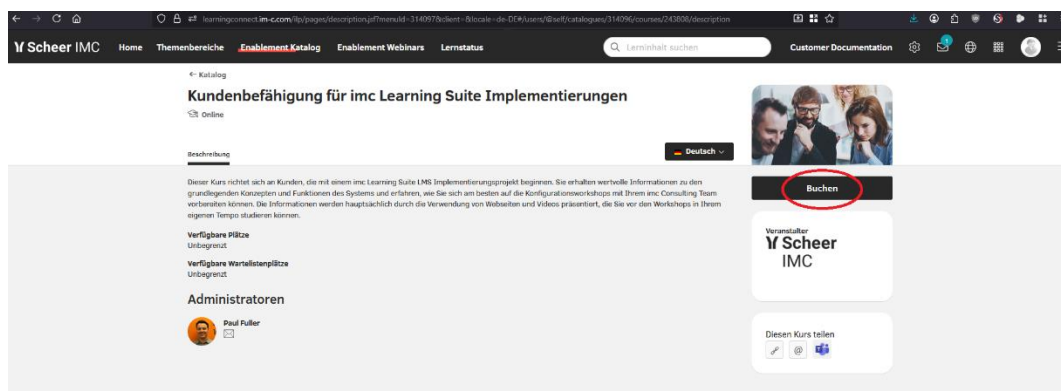 learningconnect.im-c.com/ilp/pages/description.jsf?menuId=314097&client=&locale=de-DE#/users/@self/catalogues/314096/courses/243808/description
Scheer IMC Home Themenbereiche Enablement Katalog Enablement Webinars Lernstatus Lerninhalt suchen Customer Documentation 1
← Katalog
Kundenbefähigung für imc Learning Suite Implementierungen
Online
Beschreibung
Deutsch
Dieser Kurs richtet sich an Kunden, die mit einem imc Learning Suite LMS Implementierungsprojekt beginnen. Sie erhalten wertvolle Informationen zu den
grundlegenden Konzepten und Funktionen des Systems und erfahren, wie Sie sich am besten auf die Konfigurationsworkshops mit Ihrem imc Consulting Team
vorbereiten können. Die Informationen werden hauptsächlich durch die Verwendung von Webseiten und Videos präsentiert, die Sie vor den Workshops in Ihrem
eigenen Tempo studieren können.
Verfügbare Plätze
Unbegrenzt
Verfügbare Wartelistenplätze
Unbegrenzt
Administratoren
Paul Fuller
Buchen
Veranstalter
Scheer
IMC
Diesen Kurs teilen